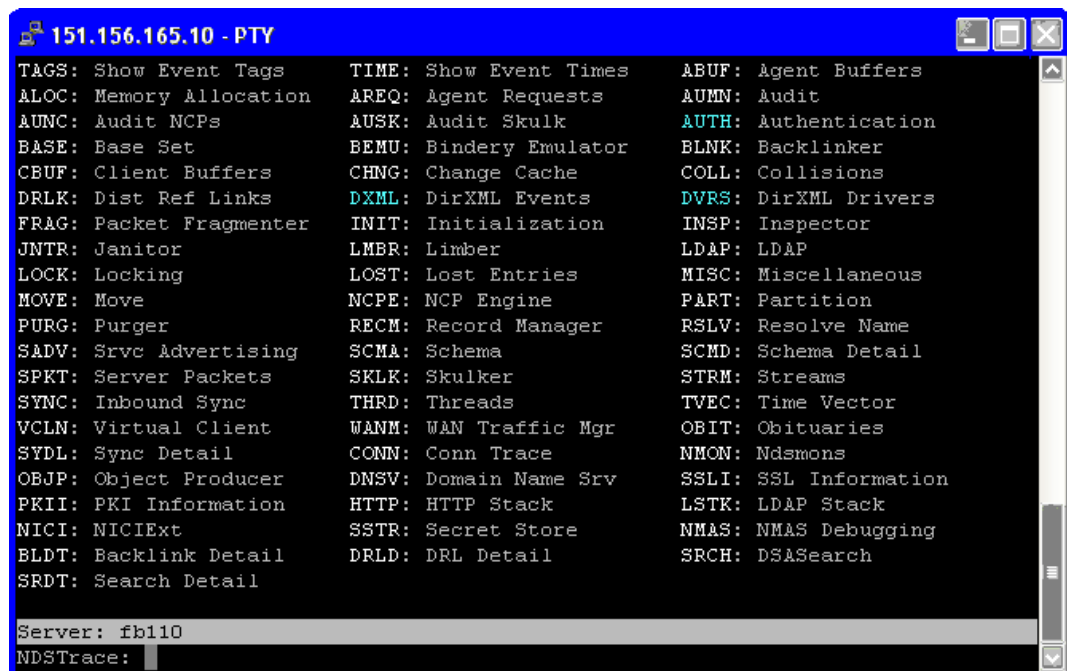 151.156.165.10 - PTY
TAGS: Show Event Tags TIME: Show Event Times ABUF: Agent Buffers
ALOC: Memory Allocation AREQ: Agent Requests AUMN: Audit
AUNC: Audit NCPs AUSK: Audit Skulk AUTH: Authentication
BASE: Base Set BEMU: Bindery Emulator BLNK: Backlinker
CBUF: Client Buffers CHNG: Change Cache COLL: Collisions
DRLK: Dist Ref Links DXML: DirXML Events DVRS: DirXML Drivers
FRAG: Packet Fragmenter INIT: Initialization INSP: Inspector
JNTR: Janitor LMBR: Limber LDAP: LDAP
LOCK: Locking LOST: Lost Entries MISC: Miscellaneous
MOVE: Move NCPE: NCP Engine PART: Partition
PURG: Purger RECM: Record Manager RSLV: Resolve Name
SADV: Srvc Advertising SCMA: Schema SCMD: Schema Detail
SPKT: Server Packets SKLK: Skulker STRM: Streams
SYNC: Inbound Sync THRD: Threads TVEC: Time Vector
VCLN: Virtual Client WANM: WAN Traffic Mgr OBIT: Obituaries
SYDL: Sync Detail CONN: Conn Trace NMON: Ndsmons
OBJP: Object Producer DNSV: Domain Name Srv SSLI: SSL Information
PKII: PKI Information HTTP: HTTP Stack LSTK: LDAP Stack
NICI: NICIExt SSTR: Secret Store NMAS: NMAS Debugging
BLDT: Backlink Detail DRLD: DRL Detail SRCH: DSASearch
SRDT: Search Detail
Server: fb110
NDSTrace: